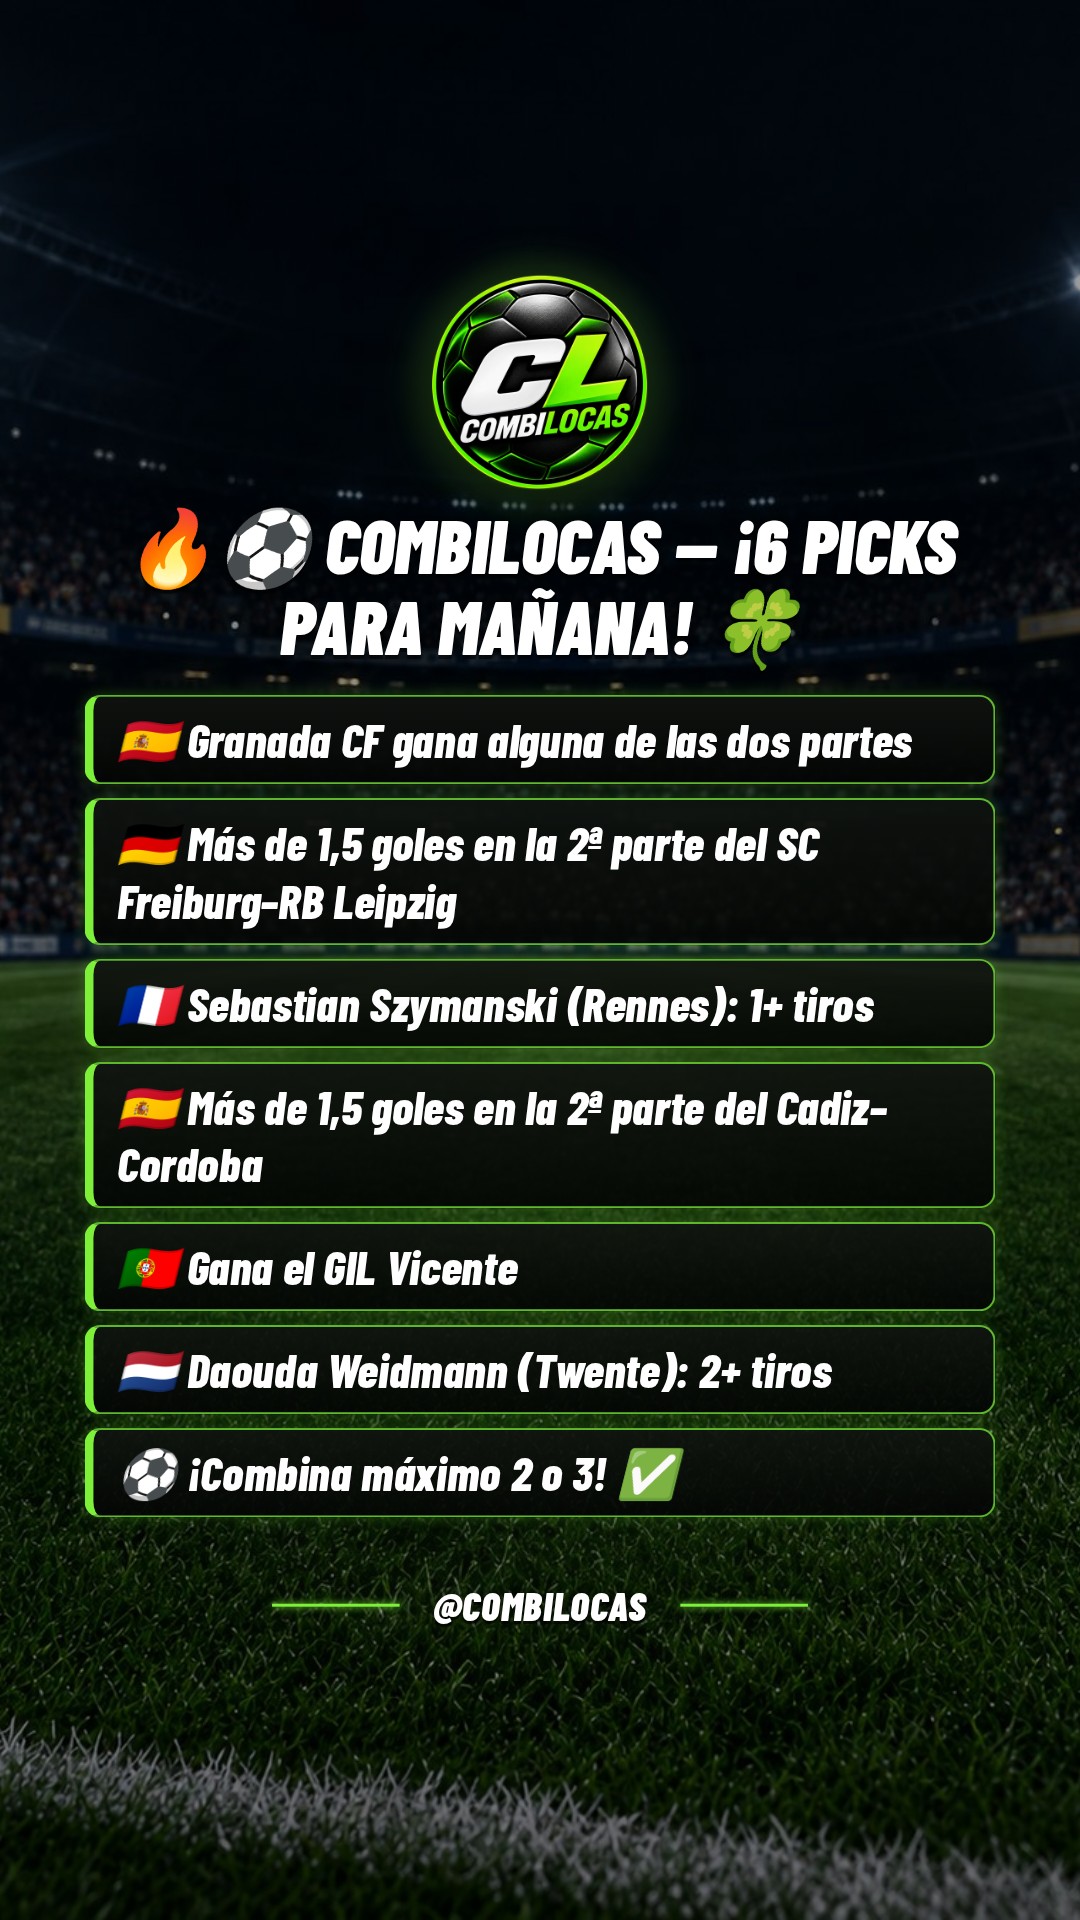 CL
COMBILOCAS
🔥⚽ COMBILOCAS – ¡6 PICKS
PARA MAÑANA! 🍀
🇪🇸 Granada CF gana alguna de las dos partes
🇩🇪 Más de 1,5 goles en la 2ª parte del SC
Freiburg-RB Leipzig
🇫🇷 Sebastian Szymanski (Rennes): 1+ tiros
🇪🇸 Más de 1,5 goles en la 2ª parte del Cadiz-
Cordoba
🇵🇹 Gana el GIL Vicente
🇳🇱 Daouda Weidmann (Twente): 2+ tiros
⚽ ¡Combina máximo 2 o 3! ✅
@COMBILOCAS